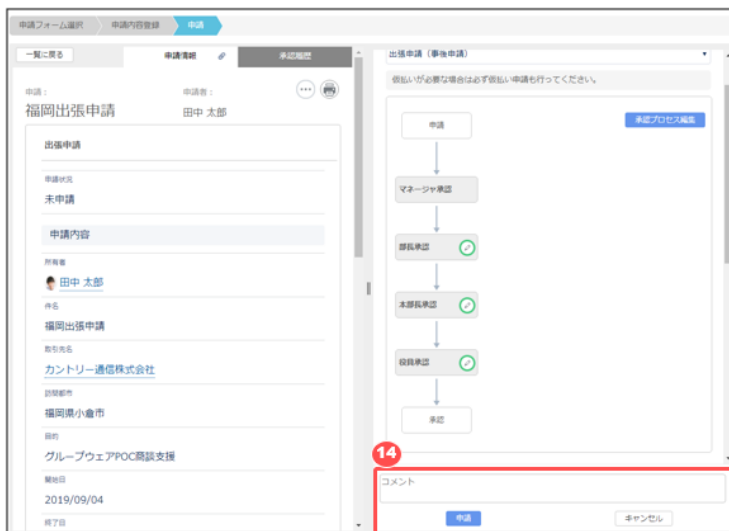 申請フォーム選択 申請内容登録 申請
一覧に戻る 申請情報 承認履歴
申請: 申請者:
福岡出張申請 田中 太郎
出張申請
申請状況
未申請
申請内容
所有者
田中 太郎
件名
福岡出張申請
取引先名
カントリー通信株式会社
訪問都市
福岡県小倉市
目的
グループウェアPOC商談支援
開始日
2019/09/04
終了日
出張申請（事後申請）
仮払いが必要な場合は必ず仮払い申請も行ってください。
承認プロセス編集
申請
マネージャ承認
部長承認
本部長承認
役員承認
承認
14
コメント
申請 キャンセル